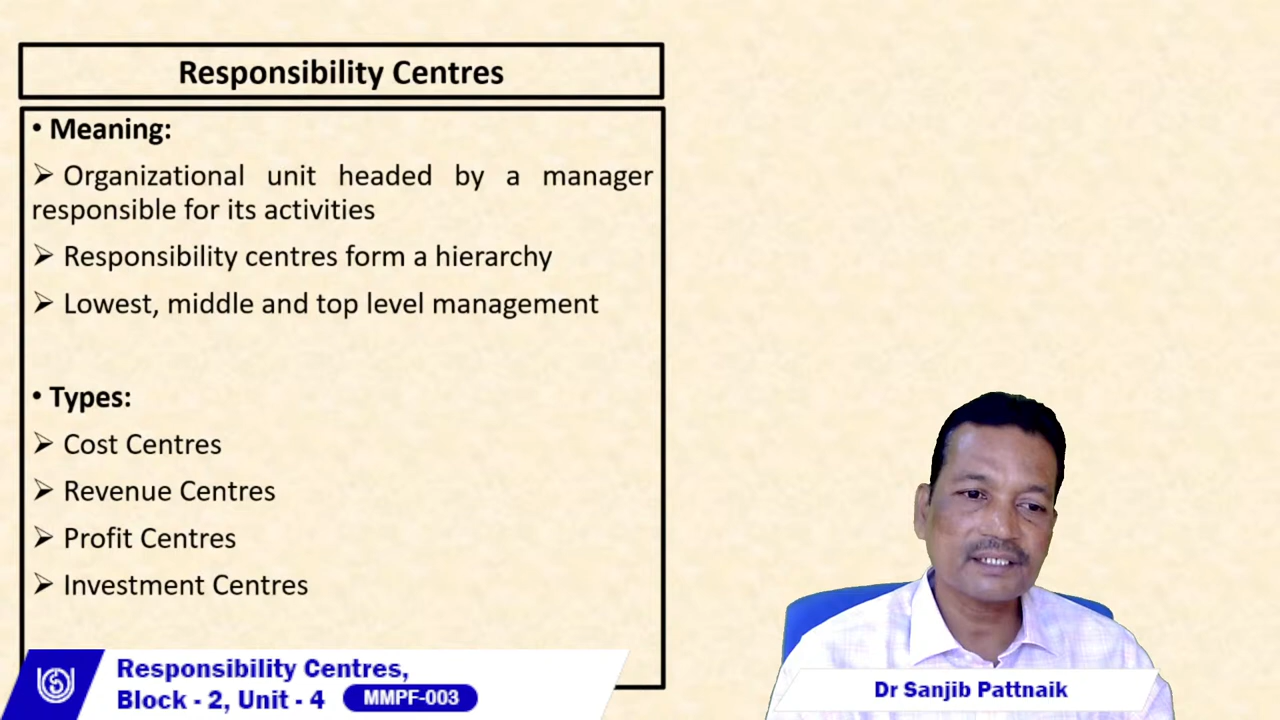 Responsibility Centres
• Meaning:
➢ Organizational unit headed by a manager
responsible for its activities
➢ Responsibility centres form a hierarchy
➢ Lowest, middle and top level management
• Types:
➢ Cost Centres
➢ Revenue Centres
➢ Profit Centres
➢ Investment Centres
Responsibility Centres,
Block - 2, Unit - 4 MMPF-003
Dr Sanjib Pattnaik